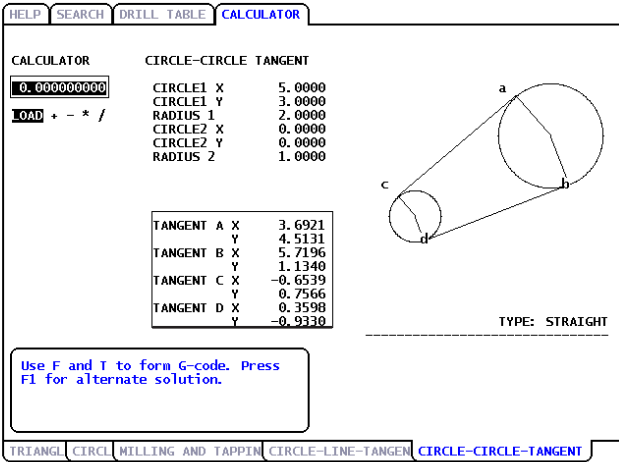 HELP SEARCH DRILL TABLE CALCULATOR
CALCULATOR
0.000000000
LOAD + - * /
CIRCLE-CIRCLE TANGENT
CIRCLE1 X 5.0000
CIRCLE1 Y 3.0000
RADIUS 1 2.0000
CIRCLE2 X 0.0000
CIRCLE2 Y 0.0000
RADIUS 2 1.0000
TANGENT A X 3.6921
Y 4.5131
TANGENT B X 5.7196
Y 1.1340
TANGENT C X -0.6539
Y 0.7566
TANGENT D X 0.3598
Y -0.9330
a
b
c
d
TYPE: STRAIGHT
Use F and T to form G-code. Press
F1 for alternate solution.
TRIANGL CIRCL MILLING AND TAPPIN CIRCLE-LINE-TANGEN CIRCLE-CIRCLE-TANGENT